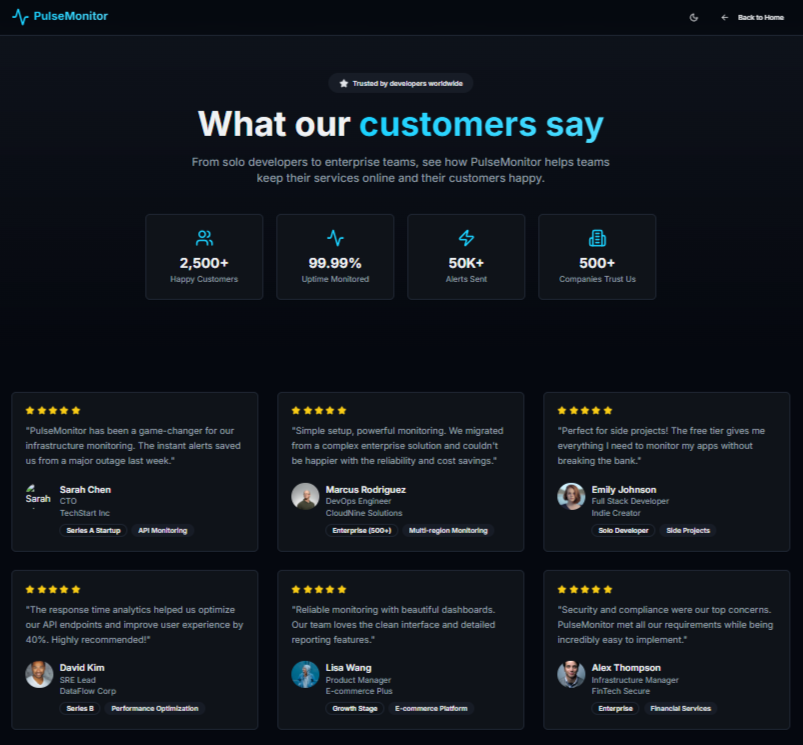 PulseMonitor
Back to Home
Trusted by developers worldwide
What our customers say
From solo developers to enterprise teams, see how PulseMonitor helps teams
keep their services online and their customers happy.
2,500+
Happy Customers
99.99%
Uptime Monitored
50K+
Alerts Sent
500+
Companies Trust Us
"PulseMonitor has been a game-changer for our
infrastructure monitoring. The instant alerts saved
us from a major outage last week."
Sarah
Sarah Chen
CTO
TechStart Inc
Series A Startup
API Monitoring
"Simple setup, powerful monitoring. We migrated
from a complex enterprise solution and couldn't
be happier with the reliability and cost savings."
Marcus Rodriguez
DevOps Engineer
CloudNine Solutions
Enterprise (500+)
Multi-region Monitoring
"Perfect for side projects! The free tier gives me
everything I need to monitor my apps without
breaking the bank."
Emily Johnson
Full Stack Developer
Indie Creator
Solo Developer
Side Projects
"The response time analytics helped us optimize
our API endpoints and improve user experience by
40%. Highly recommended!"
David Kim
SRE Lead
DataFlow Corp
Series B
Performance Optimization
"Reliable monitoring with beautiful dashboards.
Our team loves the clean interface and detailed
reporting features."
Lisa Wang
Product Manager
E-commerce Plus
Growth Stage
E-commerce Platform
"Security and compliance were our top concerns.
PulseMonitor met all our requirements while being
incredibly easy to implement."
Alex Thompson
Infrastructure Manager
FinTech Secure
Enterprise
Financial Services